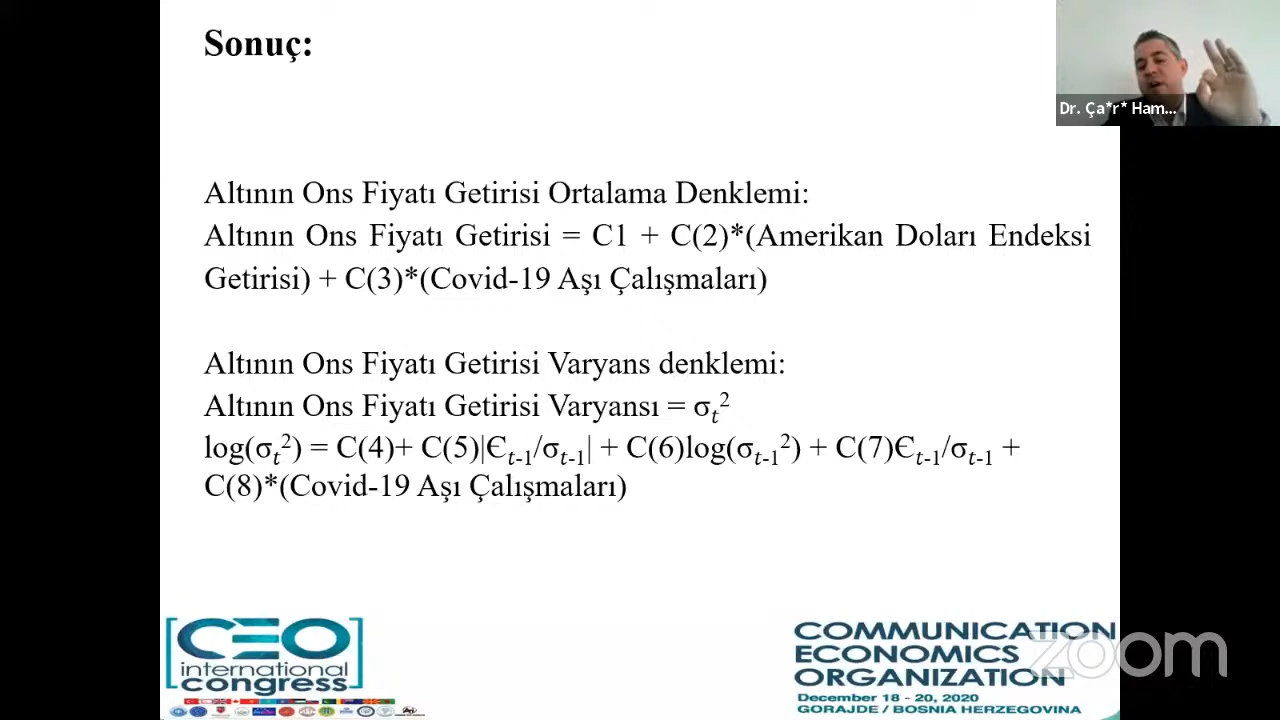 Sonuç:
Dr. Ça*r* Ham...
Altının Ons Fiyatı Getirisi Ortalama Denklemi:
Altının Ons Fiyatı Getirisi = C1 + C(2)*(Amerikan Doları Endeksi
Getirisi) + C(3)*(Covid-19 Aşı Çalışmaları)
Altının Ons Fiyatı Getirisi Varyans denklemi:
Altının Ons Fiyatı Getirisi Varyansı = σₜ²
log(σₜ²) = C(4)+ C(5)|Єₜ₋₁/σₜ₋₁| + C(6)log(σₜ₋₁²) + C(7)Єₜ₋₁/σₜ₋₁ +
C(8)*(Covid-19 Aşı Çalışmaları)
CEO
international
congress
COMMUNICATION
ECONOMICS
ORGANIZATION
December 18 - 20, 2020
GORAJDE / BOSNIA HERZEGOVINA
zoom